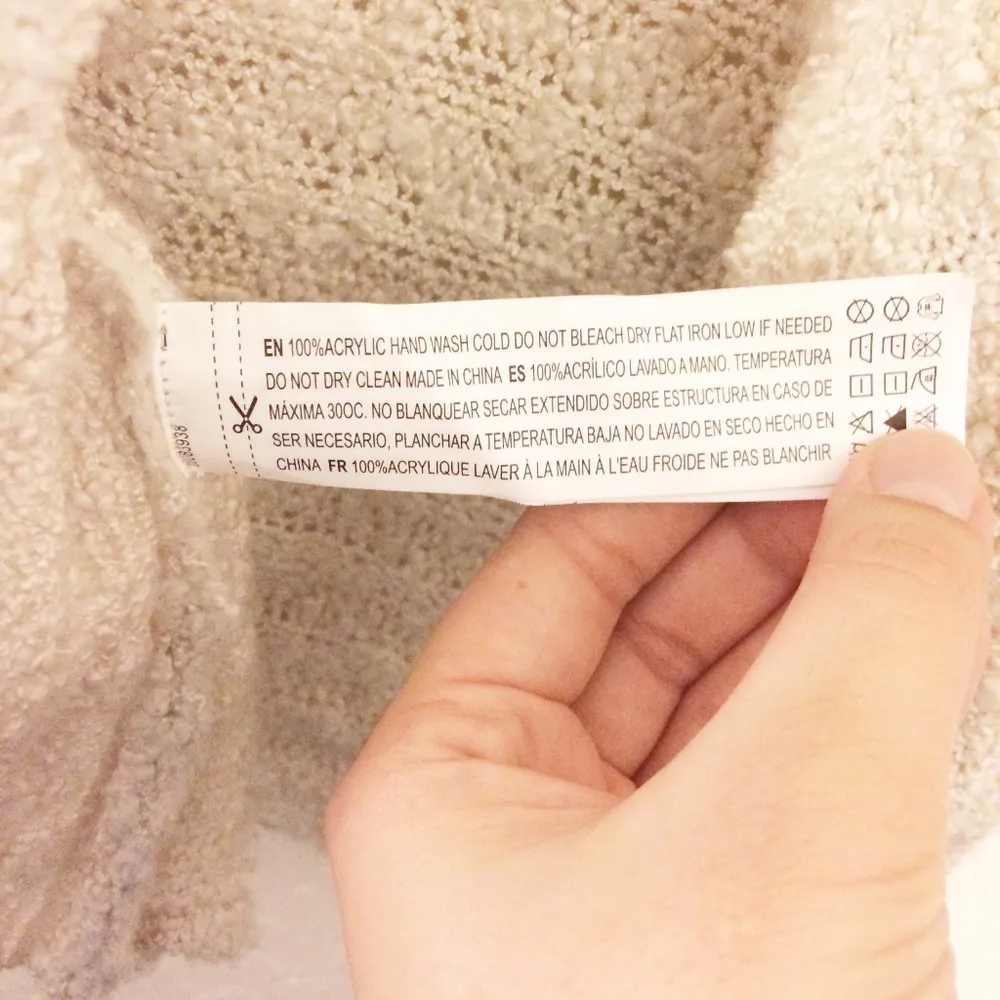 EN 100%ACRYLIC HAND WASH COLD DO NOT BLEACH DRY FLAT IRON LOW IF NEEDED
DO NOT DRY CLEAN MADE IN CHINA ES 100%ACRÍLICO LAVADO A MANO. TEMPERATURA
MÁXIMA 30OC. NO BLANQUEAR SECAR EXTENDIDO SOBRE ESTRUCTURA EN CASO DE
SER NECESARIO, PLANCHAR A TEMPERATURA BAJA NO LAVADO EN SECO HECHO EN
CHINA FR 100%ACRYLIQUE LAVER À LA MAIN À L'EAU FROIDE NE PAS BLANCHIR